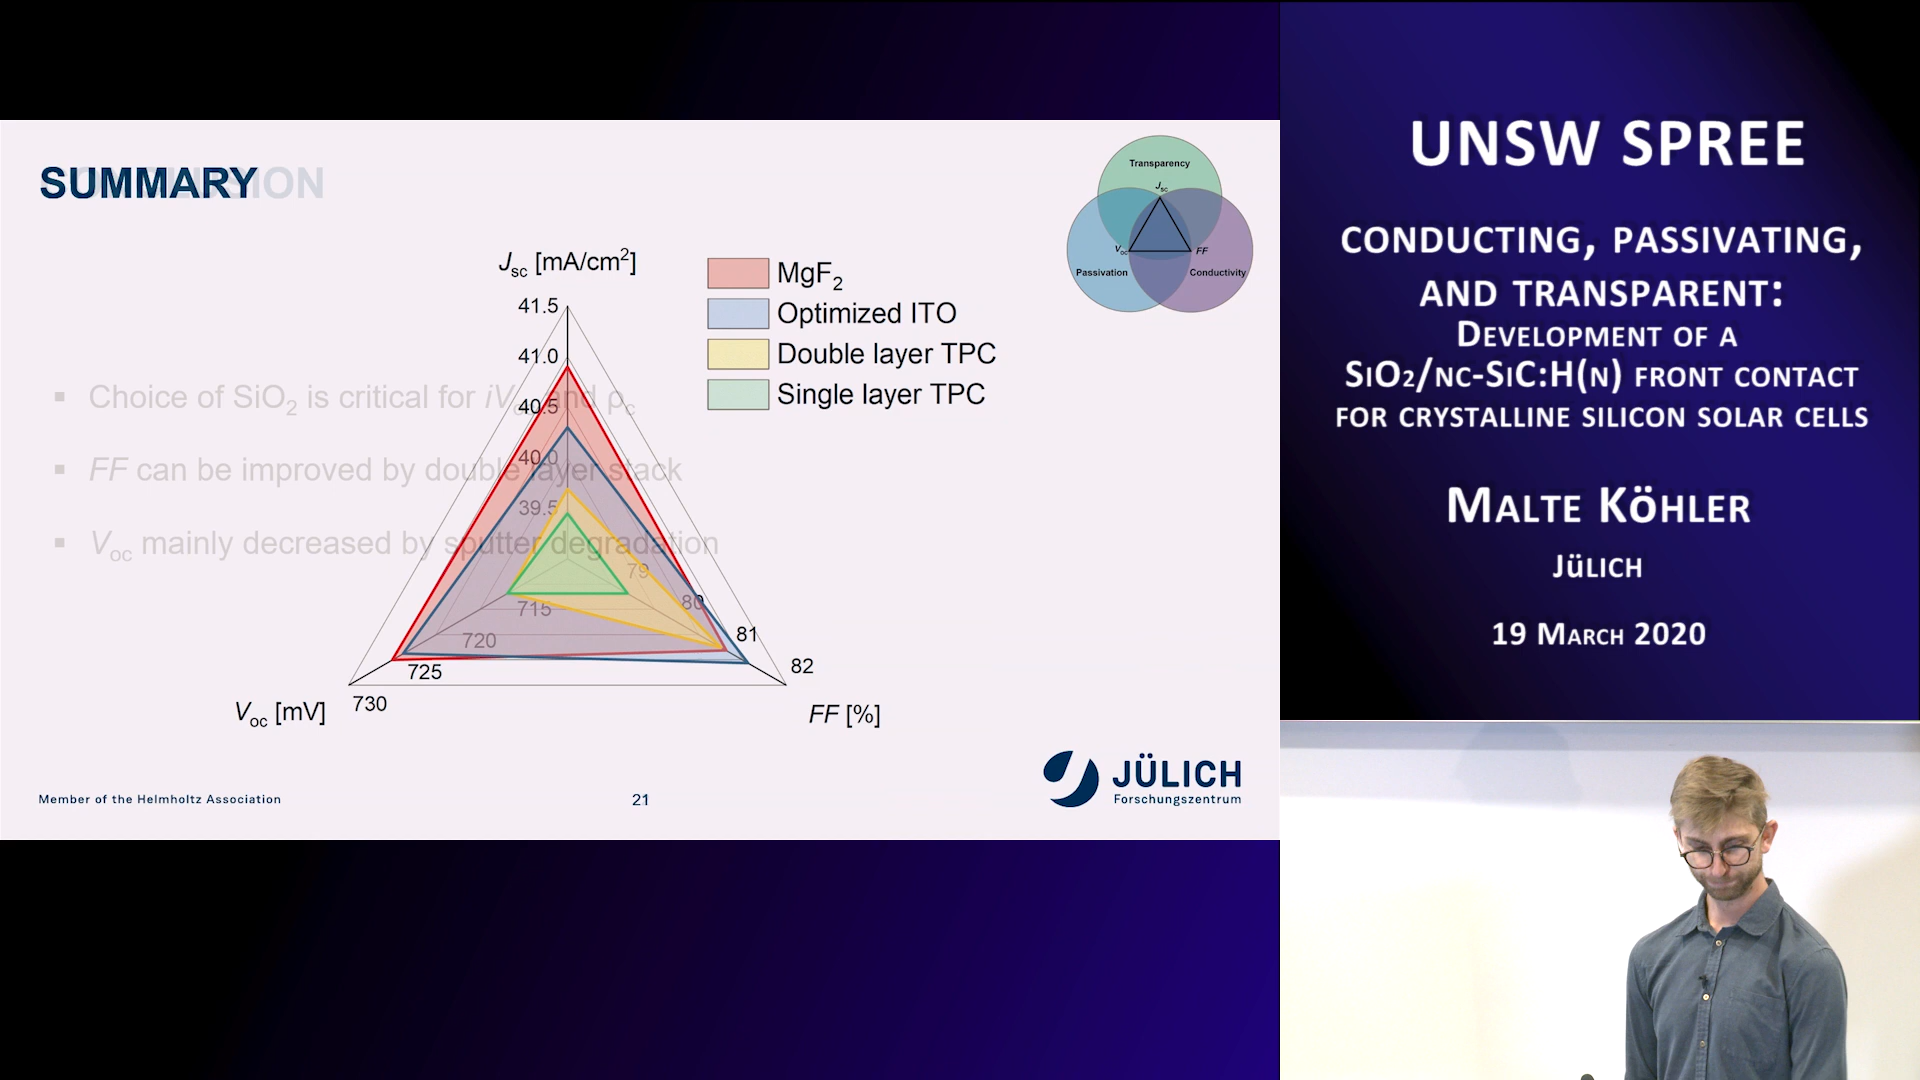 SUMMARY
CONCLUSION
Transparency
Jsc
Voc
FF
Passivation
Conductivity
Jsc [mA/cm2]
41.5
41.0
40.5
40.0
39.5
MgF2
Optimized ITO
Double layer TPC
Single layer TPC
▪ Choice of SiO2 is critical for iVoc and ρc
▪ FF can be improved by double layer stack
▪ Voc mainly decreased by sputter degradation
79
80
81
82
715
720
725
730
Voc [mV]
FF [%]
Member of the Helmholtz Association
21
JÜLICH
Forschungszentrum
UNSW SPREE
CONDUCTING, PASSIVATING,
AND TRANSPARENT:
DEVELOPMENT OF A
SIO2/NC-SIC:H(N) FRONT CONTACT
FOR CRYSTALLINE SILICON SOLAR CELLS
MALTE KÖHLER
JÜLICH
19 MARCH 2020